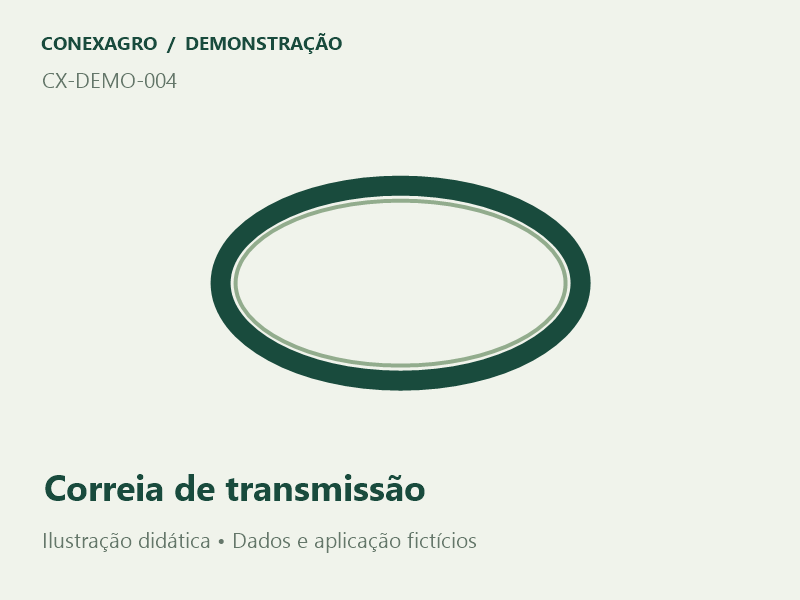 CONEXAGRO / DEMONSTRAÇÃO
CX-DEMO-004
Correia de transmissão
Ilustração didática • Dados e aplicação fictícios